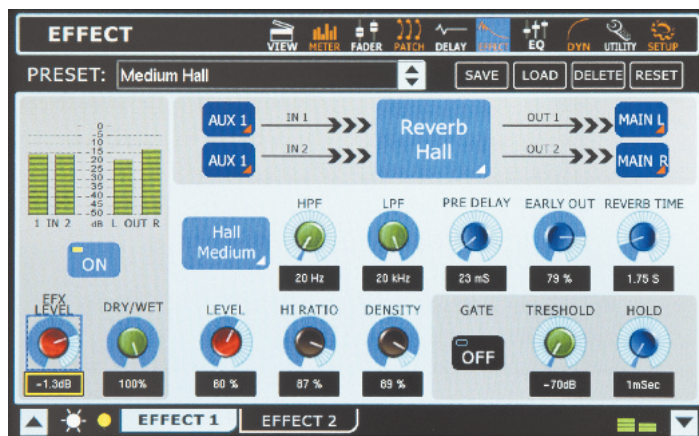 EFFECT
VIEW METER FADER PATCH DELAY EFFECT EQ DYN UTILITY SETUP
PRESET: Medium Hall SAVE LOAD DELETE RESET
AUX 1 IN 1 Reverb Hall OUT 1 MAIN L
AUX 1 IN 2 OUT 2 MAIN R
0
5
10
15
20
25
30
35
40
45
50
-60
1 IN 2 dB L OUT R
ON
Hall Medium
HPF LPF PRE DELAY EARLY OUT REVERB TIME
20 Hz 20 kHz 23 mS 79 % 1.75 S
EFX LEVEL DRY/WET LEVEL HI RATIO DENSITY GATE TRESHOLD HOLD
OFF
-1.3dB 100% 60 % 87 % 89 % -70dB 1mSec
EFFECT 1 EFFECT 2